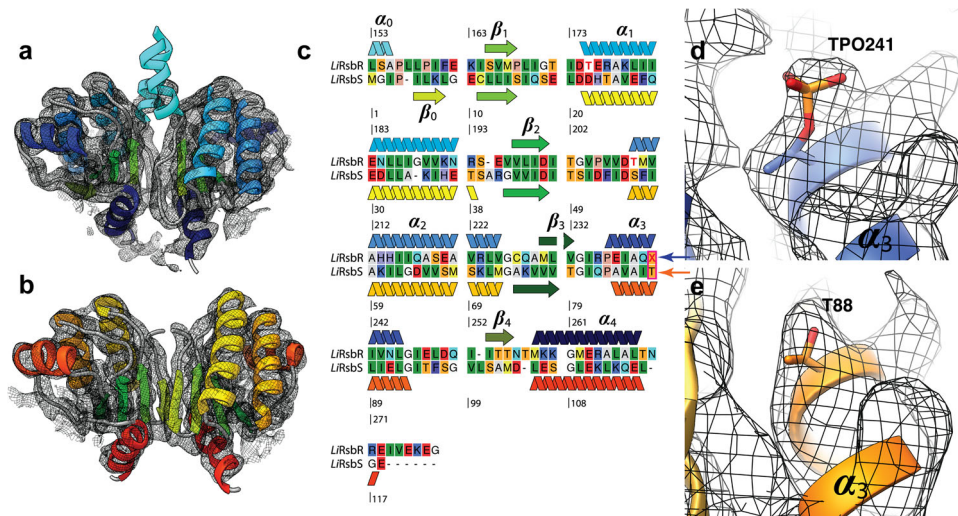 a
b
c
α0 β1 α1
|153 |163 |173
LiRsbR LSAPLLPIFE KISVMPLIGT IDTERAKLII
LiRsbS MGIP-ILKLG ECLLISIQSE LDDHTAVEFQ
β0
|1 |10 |20
|183 |193 |202
β2
LiRsbR ENLLIGVVKN RS-EVVLIDI TGVPVVDTMV
LiRsbS EDLLA-KIHE TSARGVVIDI TSIDFIDSFI
|30 |38 |49
|212 α2 |222 β3 |232 α3
LiRsbR AHHIIQASEA VRLVGCQAML VGIRPEIAQX
LiRsbS AKILGDVVSM SKLMGAKVVV TGIQPAVAIT
|59 |69 |79
|242 |252 β4 |261 α4
LiRsbR IVNLGIELDQ I-ITTNTMKK GMERALALTN
LiRsbS LIELGITFSG VLSAMD-LES GLEKLKQEL-
|89 |99 |108
|271
LiRsbR REIVEKEG
LiRsbS GE------
|117
d
TPO241
α3
e
T88
α3